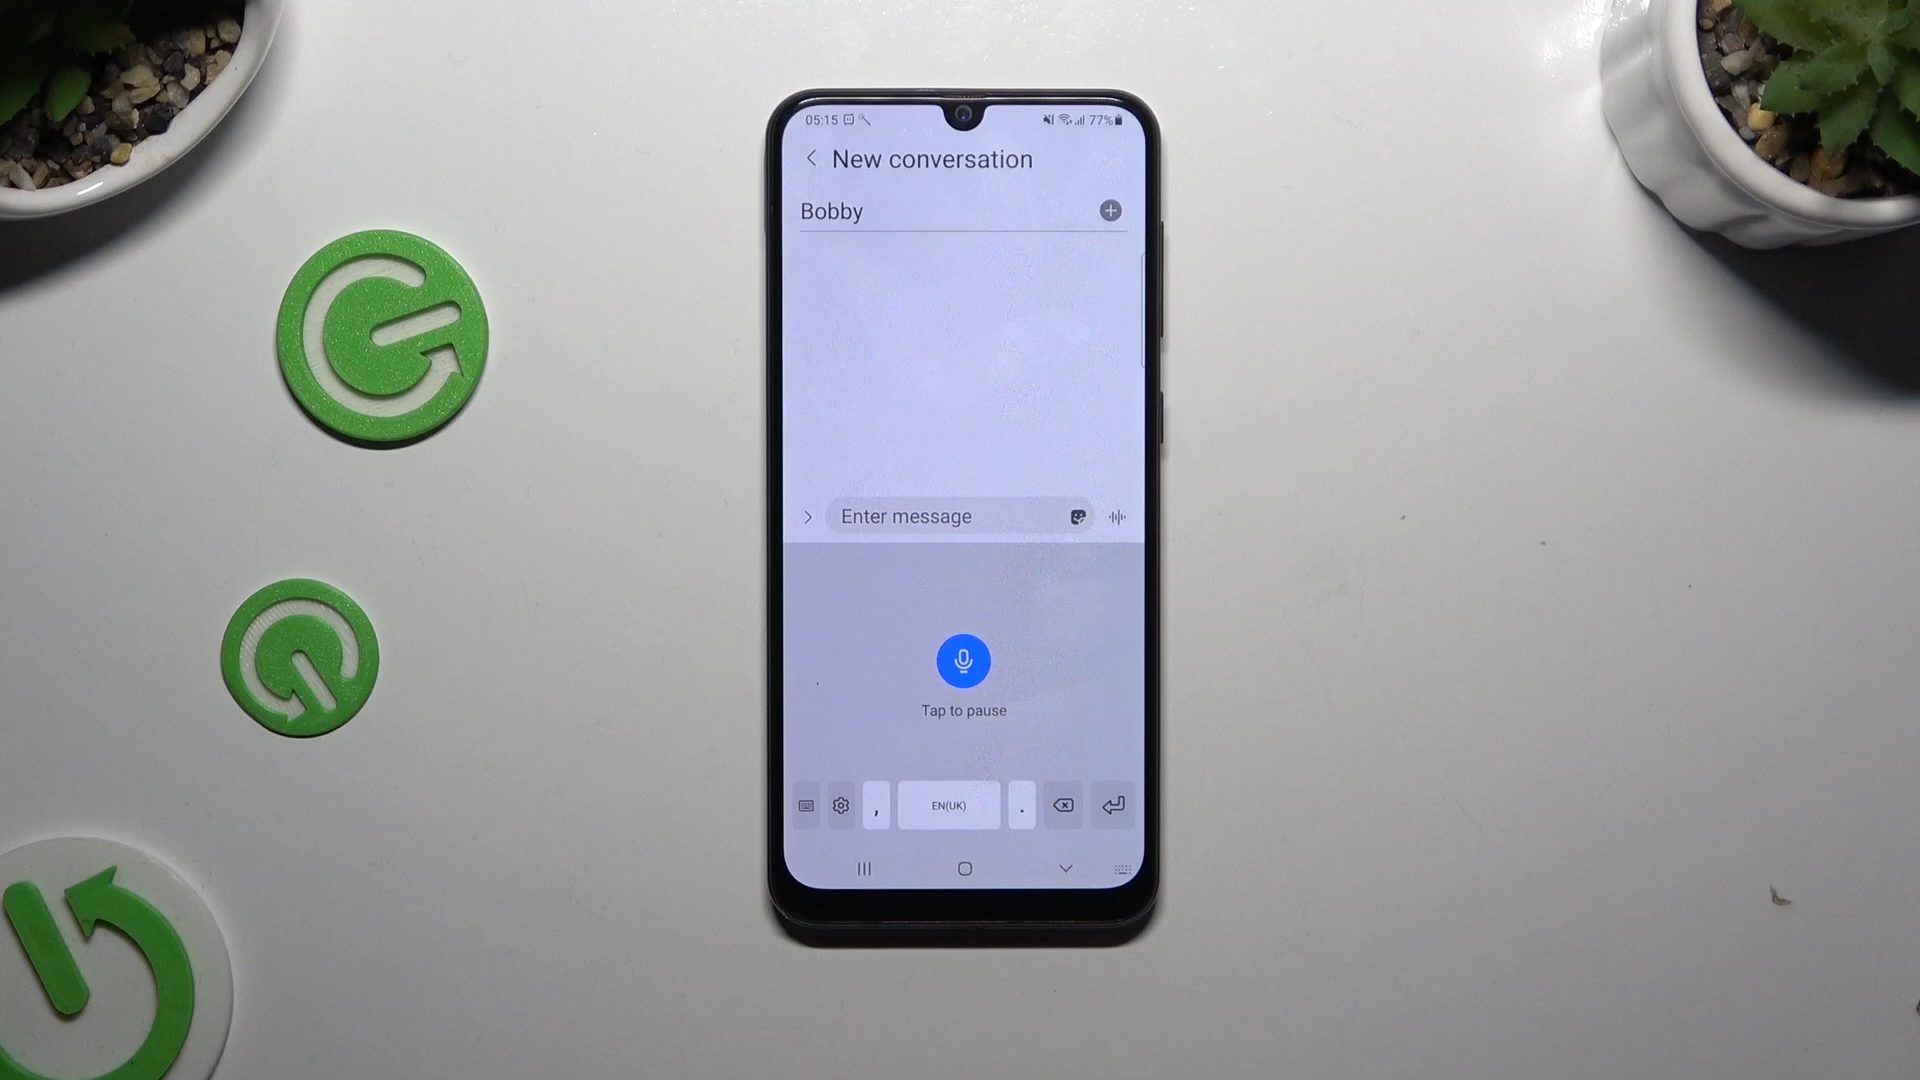 05:15 77%
New conversation
Bobby
Enter message
Tap to pause
, EN(UK) .